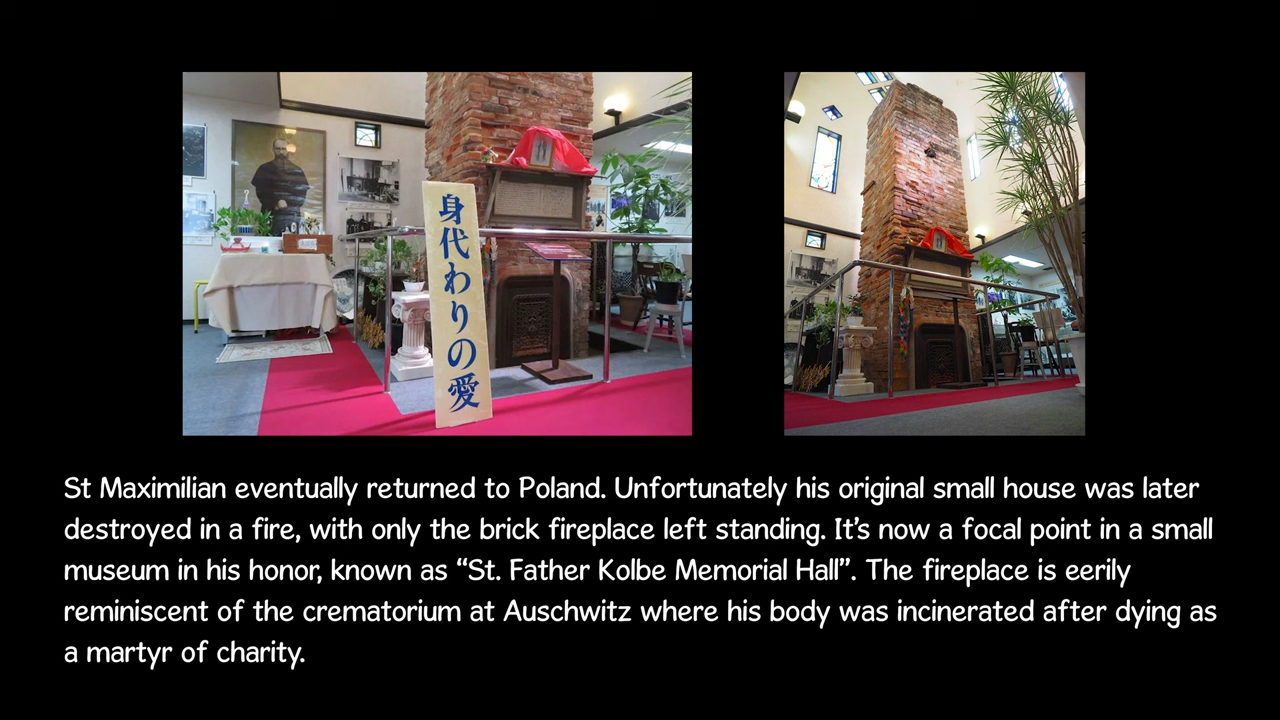 身代わりの愛
St Maximilian eventually returned to Poland. Unfortunately his original small house was later
destroyed in a fire, with only the brick fireplace left standing. It's now a focal point in a small
museum in his honor, known as “St. Father Kolbe Memorial Hall”. The fireplace is eerily
reminiscent of the crematorium at Auschwitz where his body was incinerated after dying as
a martyr of charity.